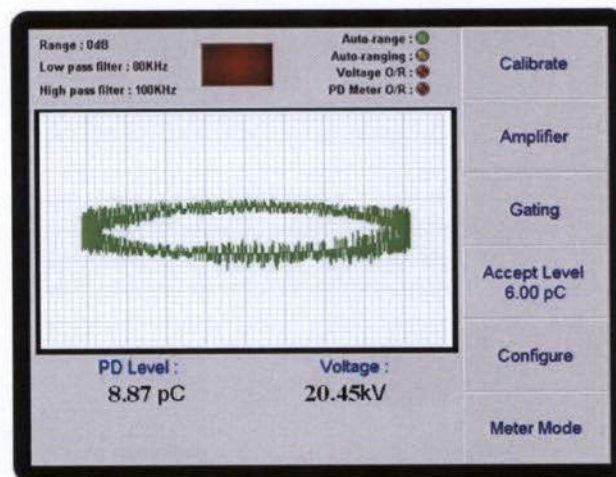 Range : 0dB
Low pass filter : 80KHz
High pass filter : 100KHz
Auto-range :
Auto-ranging :
Voltage O/R :
PD Meter O/R :
Calibrate
Amplifier
Gating
Accept Level
6.00 pC
Configure
Meter Mode
PD Level :
8.87 pC
Voltage :
20.45kV